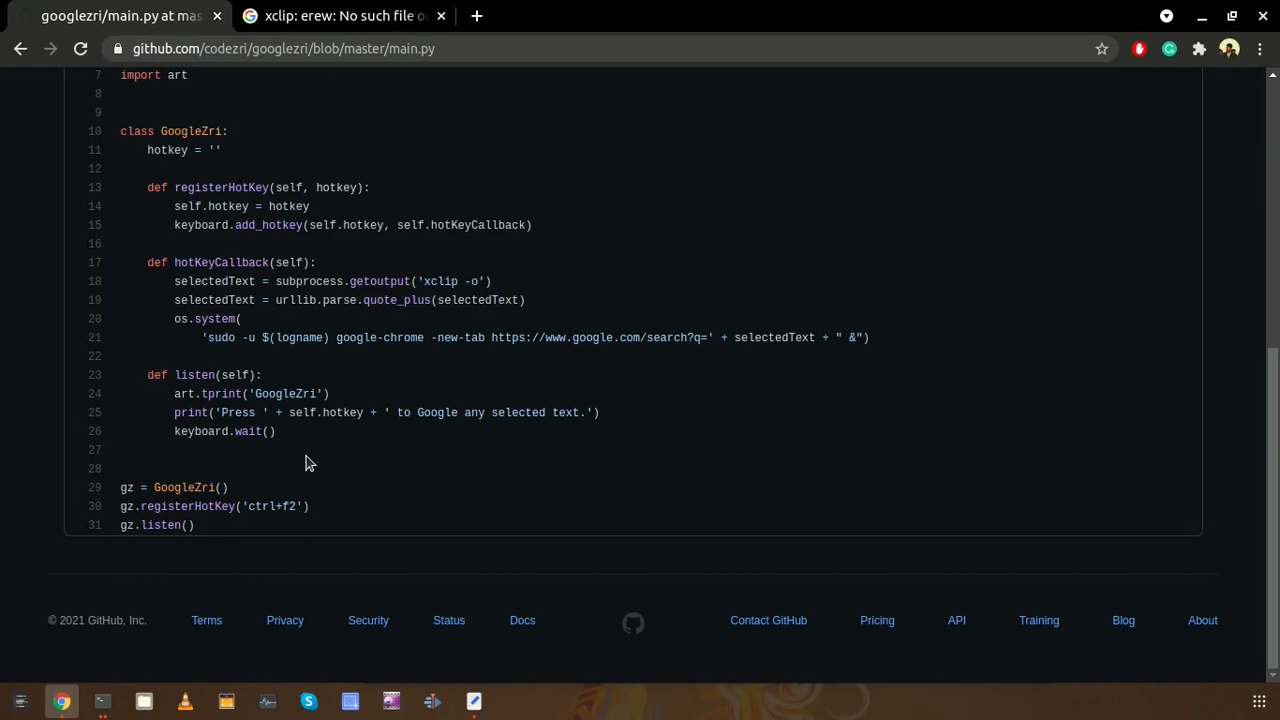 googlezri/main.py at mas
xclip: erew: No such file o
github.com/codezri/googlezri/blob/master/main.py
7 import art
8
9
10 class GoogleZri:
11 hotkey = ''
12
13 def registerHotKey(self, hotkey):
14 self.hotkey = hotkey
15 keyboard.add_hotkey(self.hotkey, self.hotKeyCallback)
16
17 def hotKeyCallback(self):
18 selectedText = subprocess.getoutput('xclip -o')
19 selectedText = urllib.parse.quote_plus(selectedText)
20 os.system(
21 'sudo -u $(logname) google-chrome -new-tab https://www.google.com/search?q=' + selectedText + " &")
22
23 def listen(self):
24 art.tprint('GoogleZri')
25 print('Press ' + self.hotkey + ' to Google any selected text.')
26 keyboard.wait()
27
28
29 gz = GoogleZri()
30 gz.registerHotKey('ctrl+f2')
31 gz.listen()
© 2021 GitHub, Inc. Terms Privacy Security Status Docs Contact GitHub Pricing API Training Blog About